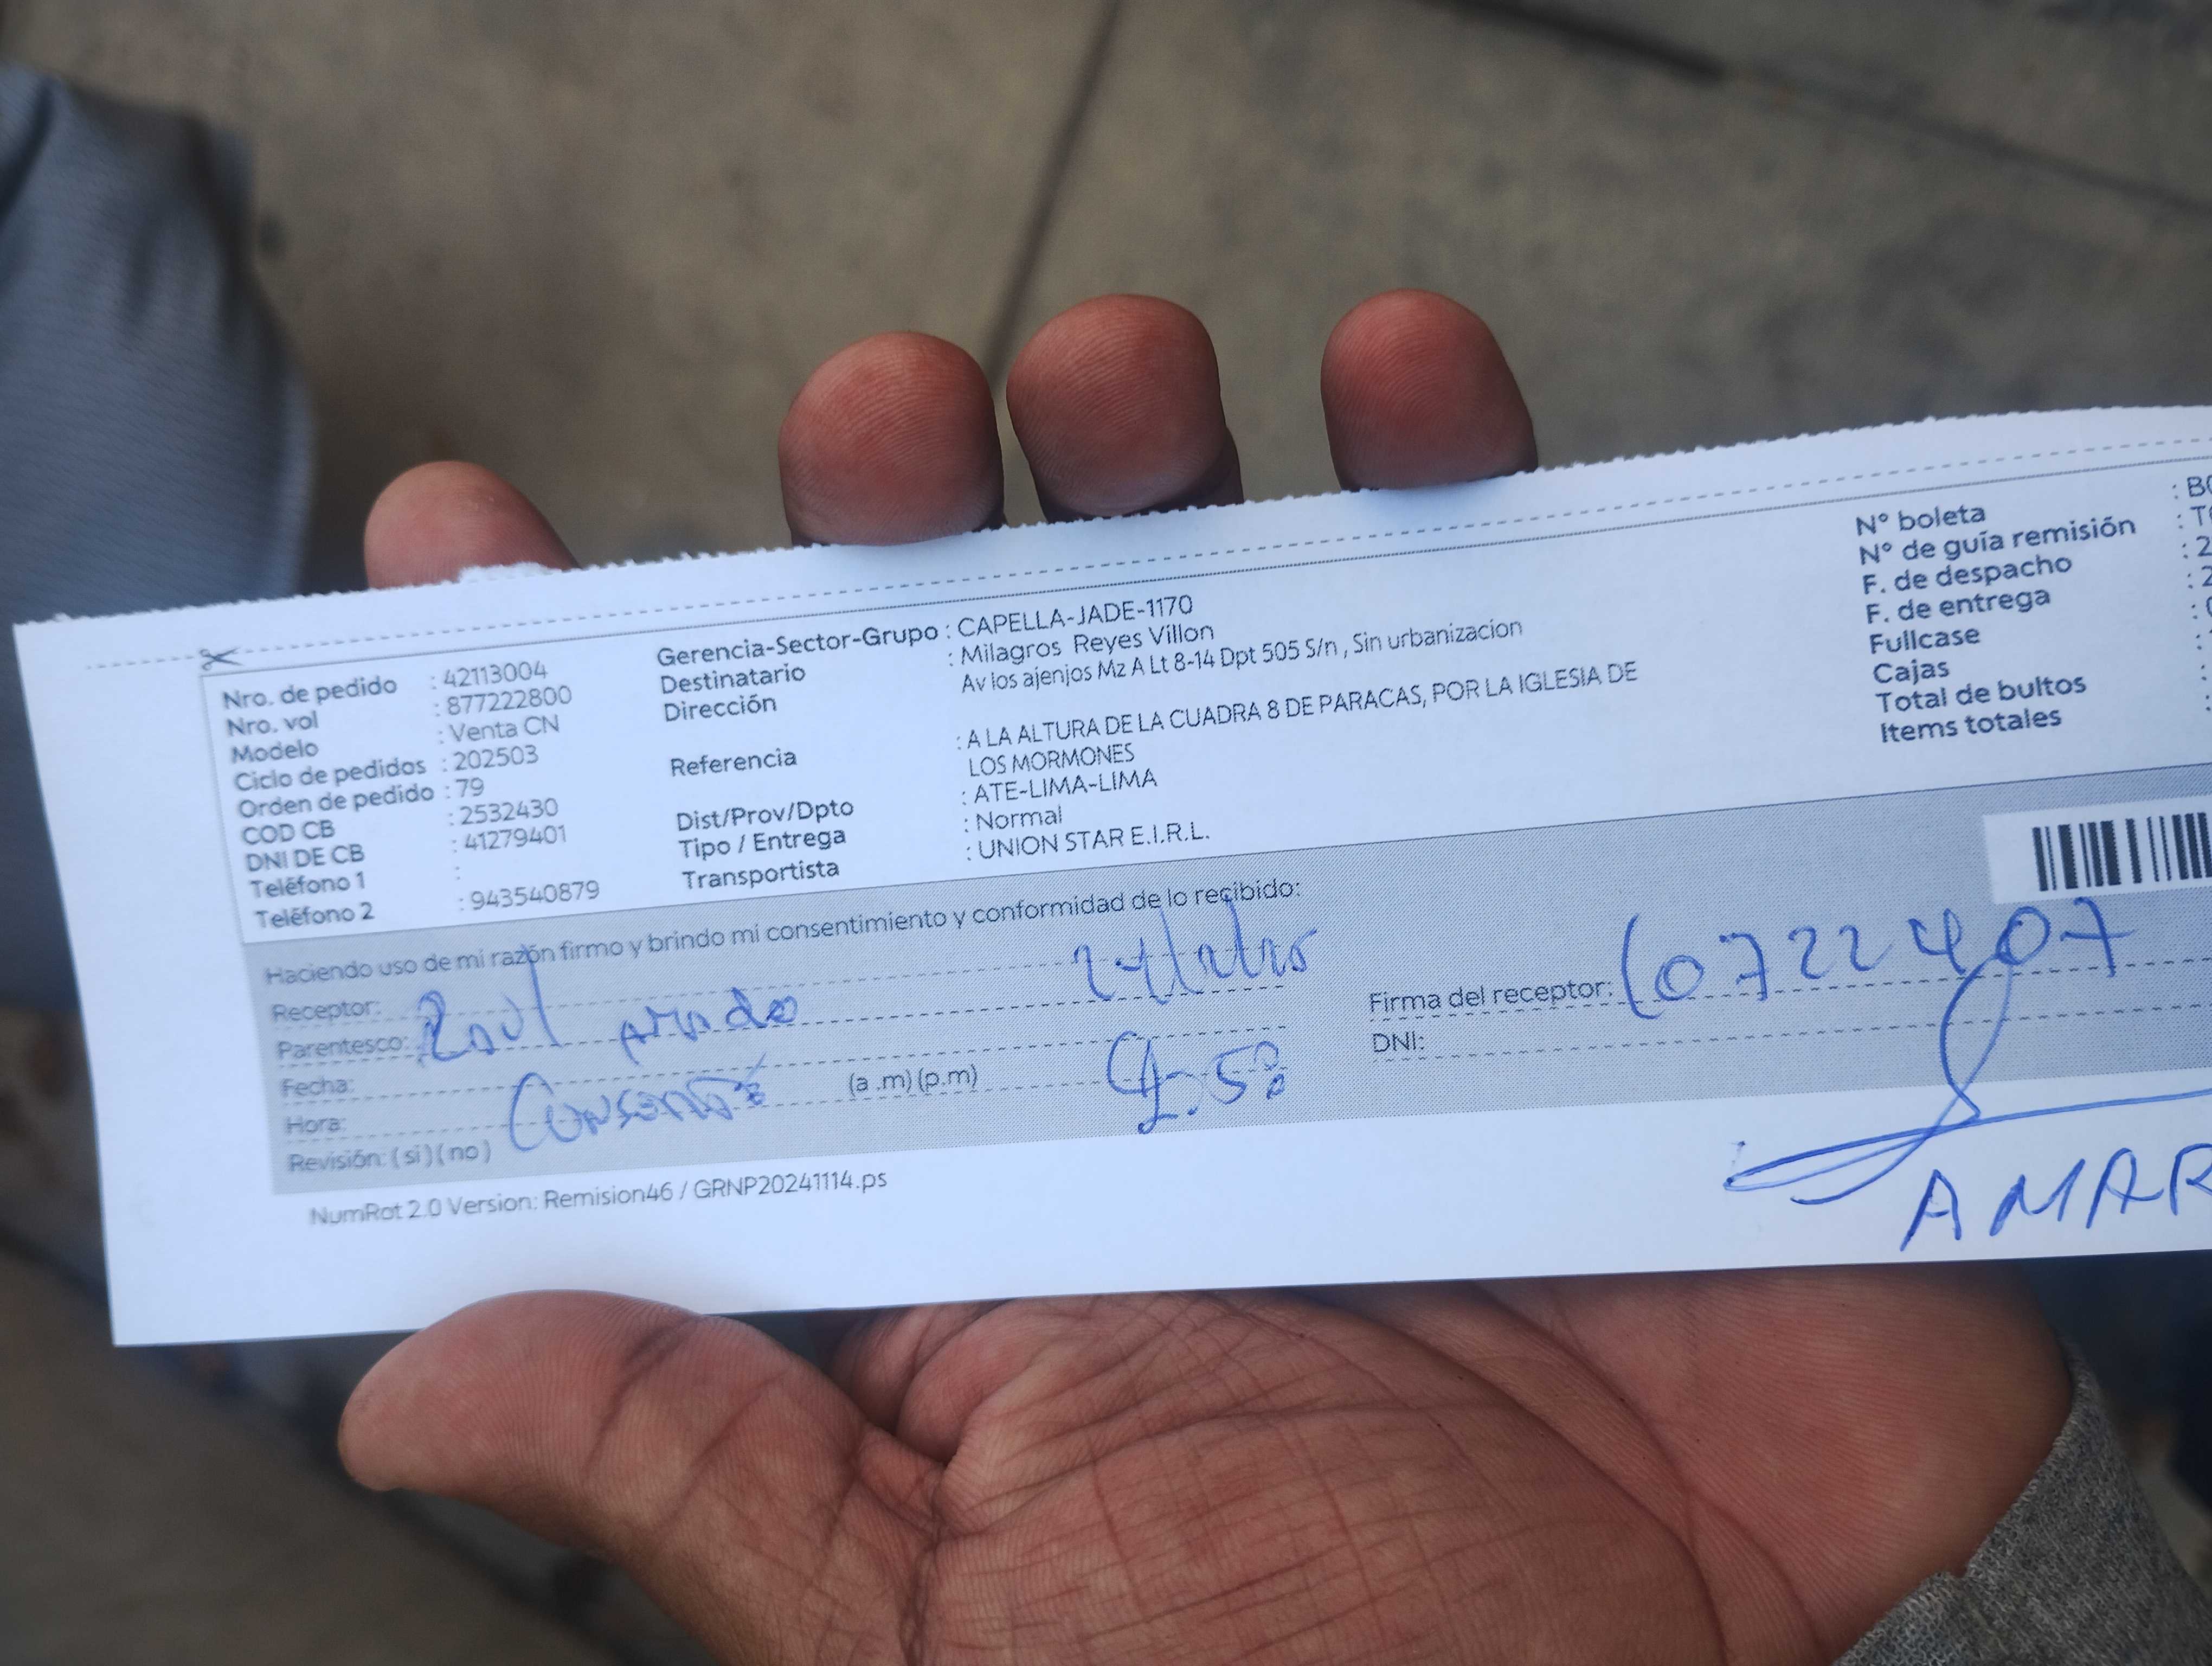 Nro. de pedido : 42113004
Nro. vol : 877222800
Modelo : Venta CN
Ciclo de pedidos : 202503
Orden de pedido : 79
COD CB : 2532430
DNI DE CB : 41279401
Teléfono 1 :
Teléfono 2 : 943540879
Gerencia-Sector-Grupo : CAPELLA-JADE-1170
Destinatario : Milagros Reyes Villon
Dirección Av los ajenjos Mz A Lt 8-14 Dpt 505 S/n , Sin urbanizacion
Referencia : A LA ALTURA DE LA CUADRA 8 DE PARACAS, POR LA IGLESIA DE
LOS MORMONES
Dist/Prov/Dpto : ATE-LIMA-LIMA
Tipo / Entrega : Normal
Transportista : UNION STAR E.I.R.L.
N° boleta : B
N° de guía remisión : T
F. de despacho : 2
F. de entrega : 2
Fullcase :
Cajas :
Total de bultos :
Items totales :
Haciendo uso de mi razón firmo y brindo mi consentimiento y conformidad de lo recibido:
Receptor:
Parentesco: Raul
Fecha:
Hora: (a .m) (p.m)
Revisión: ( si ) ( no )
Firma del receptor: 0722407
DNI:
AMAR
NumRot 2.0 Version: Remision46 / GRNP20241114.ps